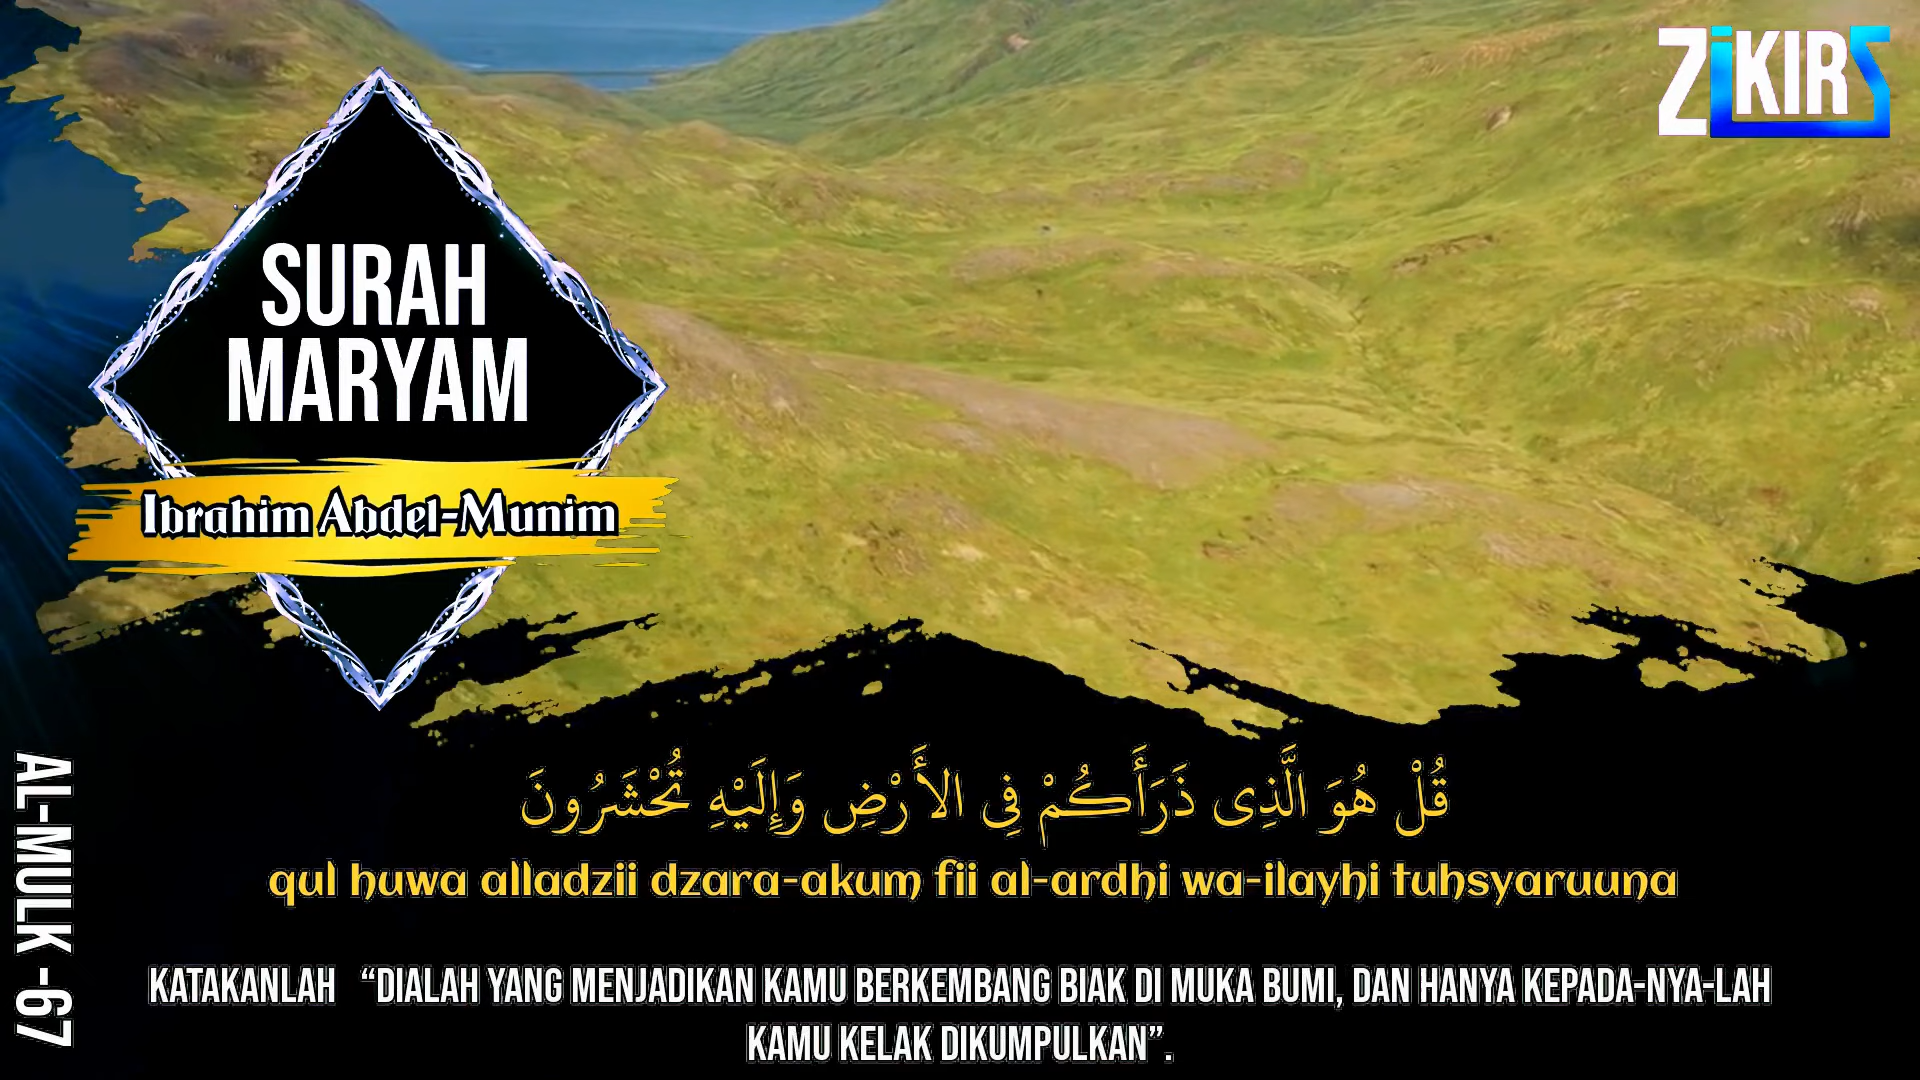 ZiKIRS
SURAH
MARYAM
Ibrahim Abdel-Munim
قُلْ هُوَ الَّذِى ذَرَأَكُمْ فِى الأَرْضِ وَإِلَيْهِ تُحْشَرُونَ
qul huwa alladzii dzara-akum fii al-ardhi wa-ilayhi tuhsyaruuna
KATAKANLAH “DIALAH YANG MENJADIKAN KAMU BERKEMBANG BIAK DI MUKA BUMI, DAN HANYA KEPADA-NYA-LAH
KAMU KELAK DIKUMPULKAN”.
AL-MULK -67